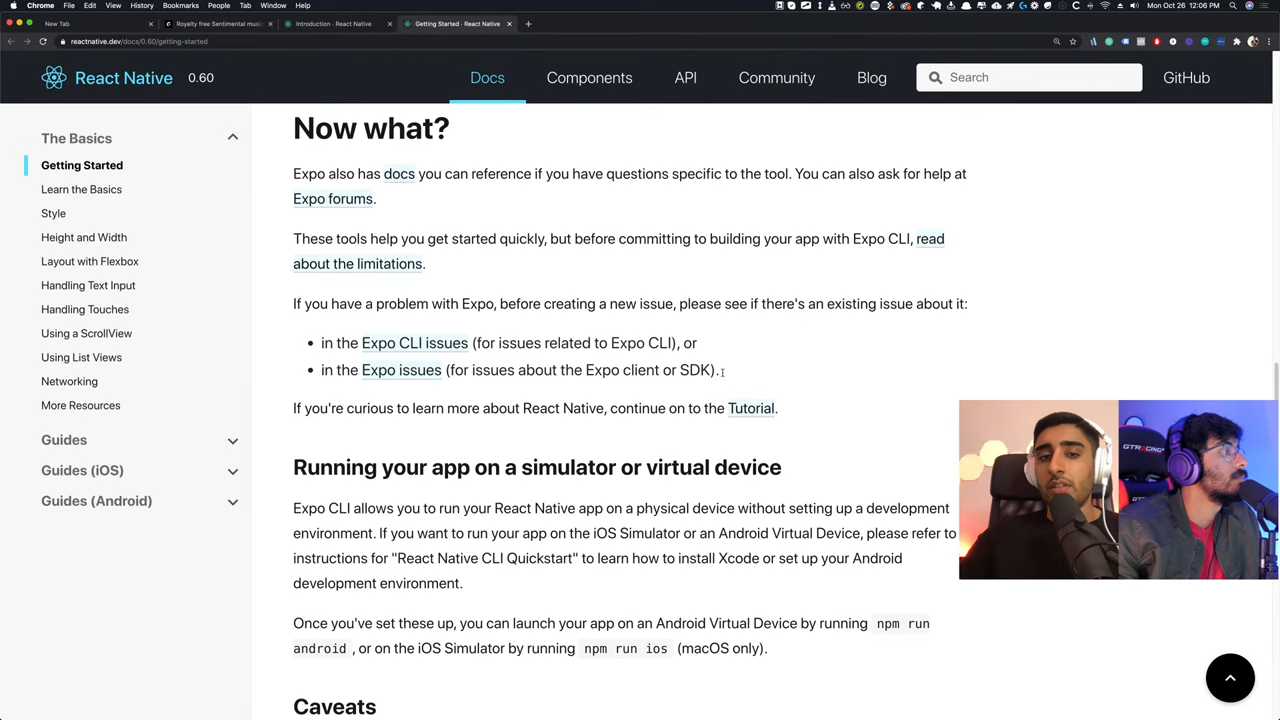 Chrome File Edit View History Bookmarks People Tab Window Help
Mon Oct 26 12:06 PM
New Tab
Royalty free Sentimental musi
Introduction · React Native
Getting Started · React Native
reactnative.dev/docs/0.60/getting-started
React Native 0.60
Docs Components API Community Blog Search GitHub
The Basics
Getting Started
Learn the Basics
Style
Height and Width
Layout with Flexbox
Handling Text Input
Handling Touches
Using a ScrollView
Using List Views
Networking
More Resources
Guides
Guides (iOS)
Guides (Android)
Now what?
Expo also has docs you can reference if you have questions specific to the tool. You can also ask for help at
Expo forums.
These tools help you get started quickly, but before committing to building your app with Expo CLI, read
about the limitations.
If you have a problem with Expo, before creating a new issue, please see if there's an existing issue about it:
• in the Expo CLI issues (for issues related to Expo CLI), or
• in the Expo issues (for issues about the Expo client or SDK).
If you're curious to learn more about React Native, continue on to the Tutorial.
Running your app on a simulator or virtual device
Expo CLI allows you to run your React Native app on a physical device without setting up a development
environment. If you want to run your app on the iOS Simulator or an Android Virtual Device, please refer to
instructions for "React Native CLI Quickstart" to learn how to install Xcode or set up your Android
development environment.
Once you've set these up, you can launch your app on an Android Virtual Device by running npm run
android , or on the iOS Simulator by running npm run ios (macOS only).
Caveats
GTRACING